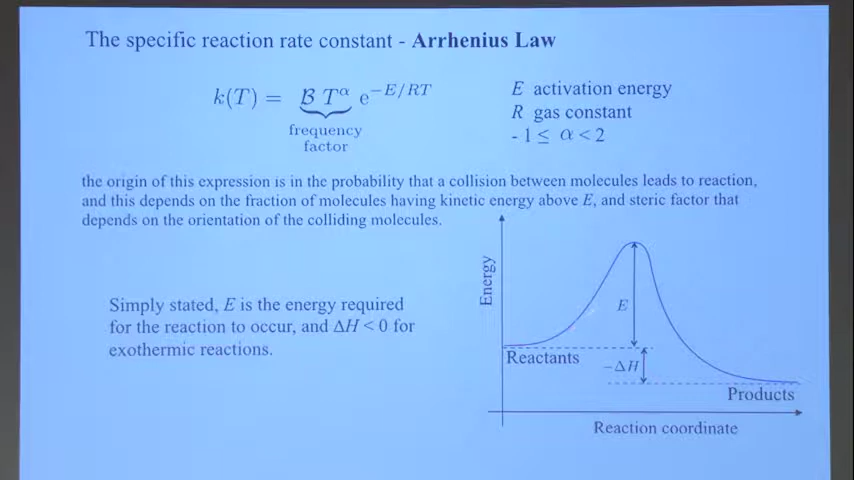 The specific reaction rate constant - Arrhenius Law
k(T) = ℬ T^α e^{−E/RT}
frequency
factor
E activation energy
R gas constant
- 1 ≤ α < 2
the origin of this expression is in the probability that a collision between molecules leads to reaction,
and this depends on the fraction of molecules having kinetic energy above E, and steric factor that
depends on the orientation of the colliding molecules.
Simply stated, E is the energy required
for the reaction to occur, and ΔH < 0 for
exothermic reactions.
Energy
E
Reactants
−ΔH
Products
Reaction coordinate